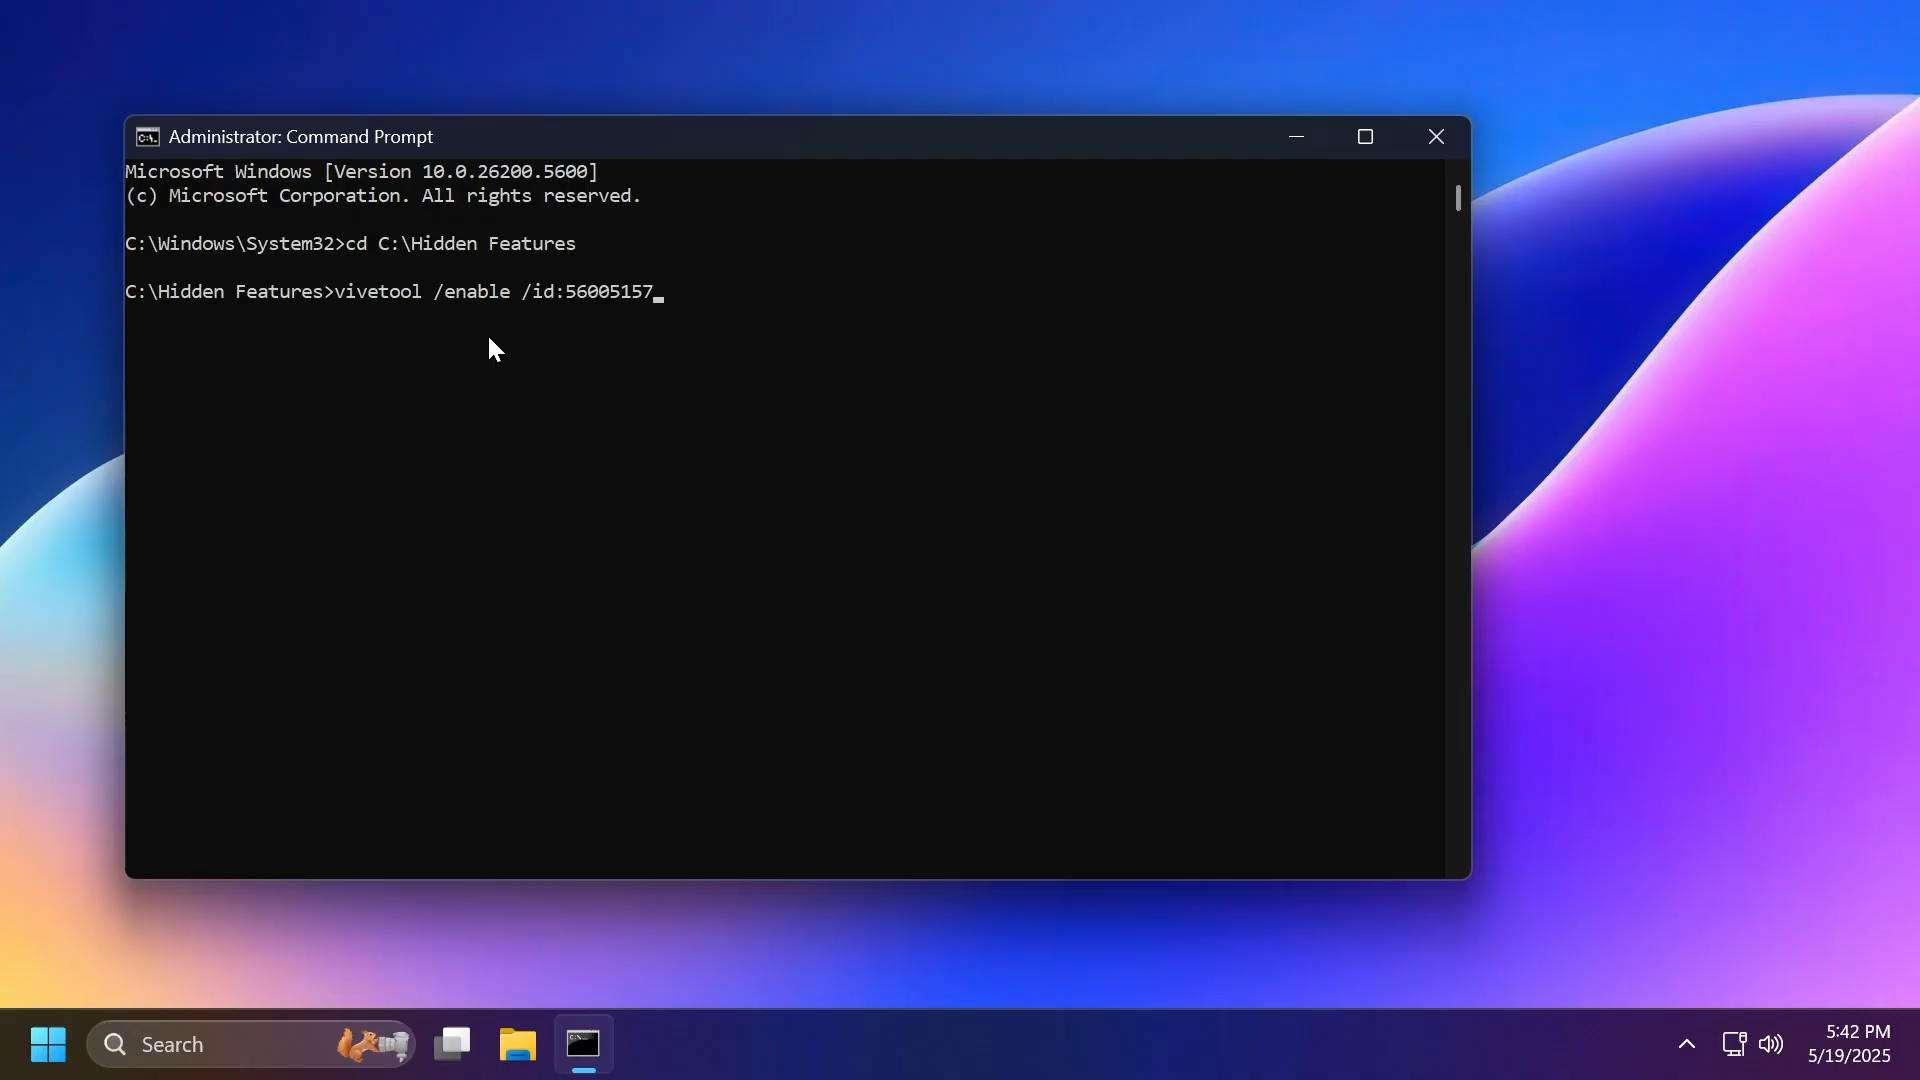 Administrator: Command Prompt
Microsoft Windows [Version 10.0.26200.5600]
(c) Microsoft Corporation. All rights reserved.
C:\Windows\System32>cd C:\Hidden Features
C:\Hidden Features>vivetool /enable /id:56005157
Search
5:42 PM
5/19/2025